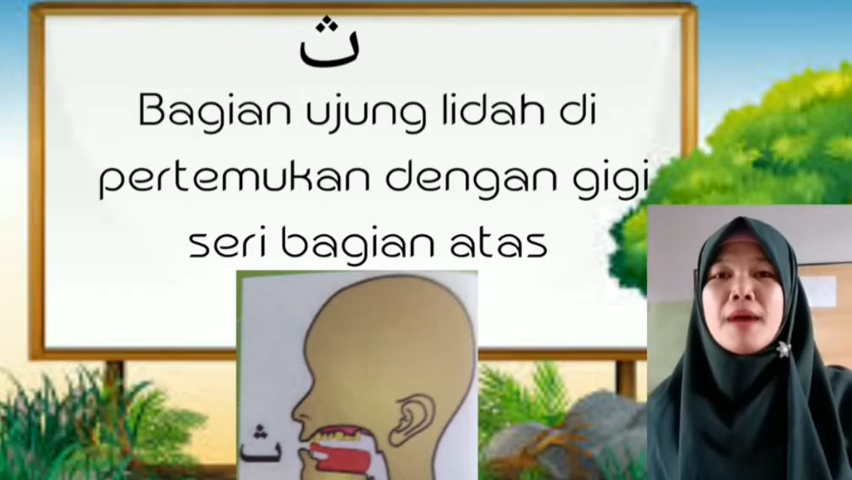 ث
Bagian ujung lidah di
pertemukan dengan gigi
seri bagian atas
ث